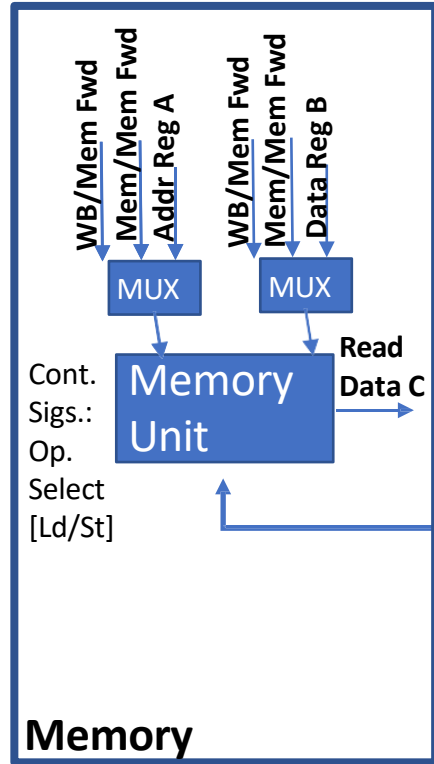 WB/Mem Fwd
Mem/Mem Fwd
Addr Reg A
WB/Mem Fwd
Mem/Mem Fwd
Data Reg B
MUX
MUX
Memory
Unit
Read
Data C
Cont.
Sigs.:
Op.
Select
[Ld/St]
Memory